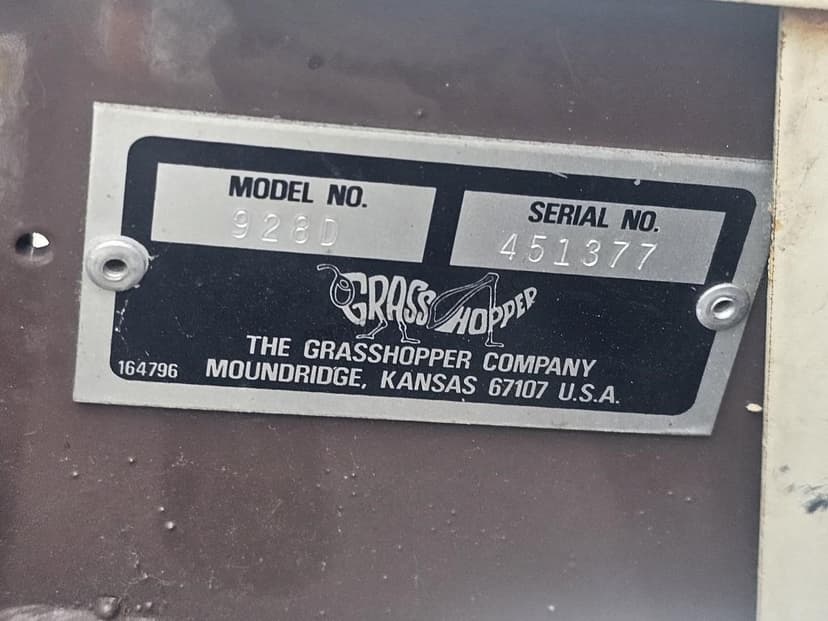 MODEL NO.
928D
SERIAL NO.
451377
GRASSHOPPER
THE GRASSHOPPER COMPANY
164796
MOUNDRIDGE, KANSAS 67107 U.S.A.